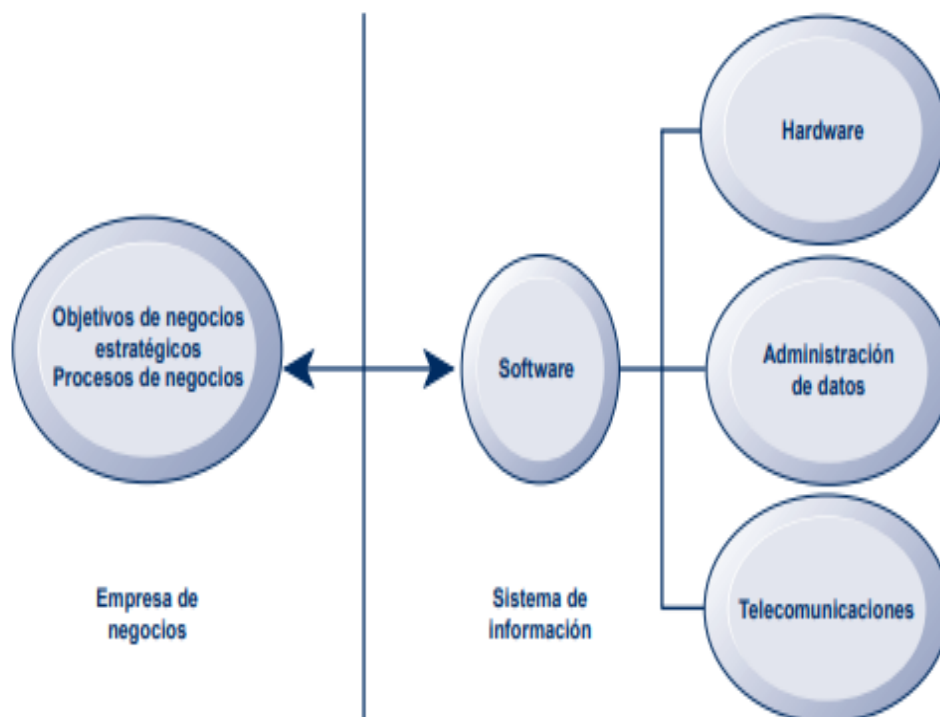 Objetivos de negocios
estratégicos
Procesos de negocios
Empresa de
negocios
Software
Sistema de
información
Hardware
Administración
de datos
Telecomunicaciones